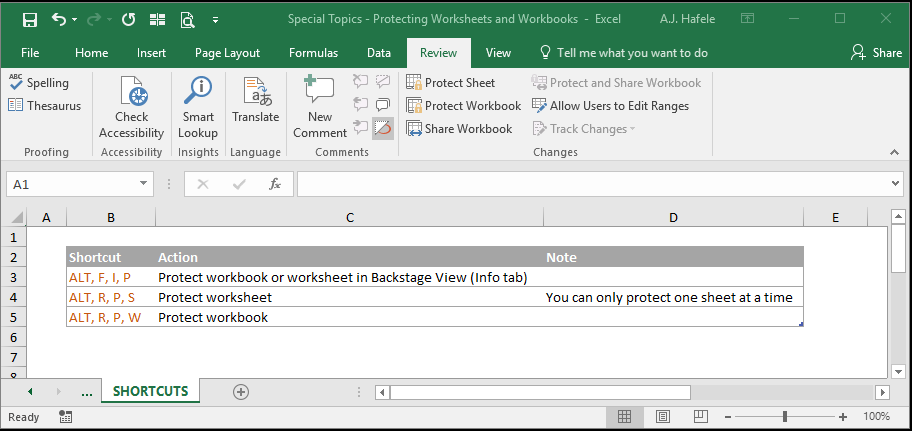 Special Topics - Protecting Worksheets and Workbooks - Excel A.J. Hafele
File Home Insert Page Layout Formulas Data Review View Tell me what you want to do Share
ABC Spelling
Thesaurus
Check Accessibility
Smart Lookup
Translate
New Comment
Protect Sheet
Protect Workbook
Share Workbook
Protect and Share Workbook
Allow Users to Edit Ranges
Track Changes
Proofing Accessibility Insights Language Comments Changes
A1 fx
A B C D E
1
2 Shortcut Action Note
3 ALT, F, I, P Protect workbook or worksheet in Backstage View (Info tab)
4 ALT, R, P, S Protect worksheet You can only protect one sheet at a time
5 ALT, R, P, W Protect workbook
6
7
8
... SHORTCUTS
Ready 100%